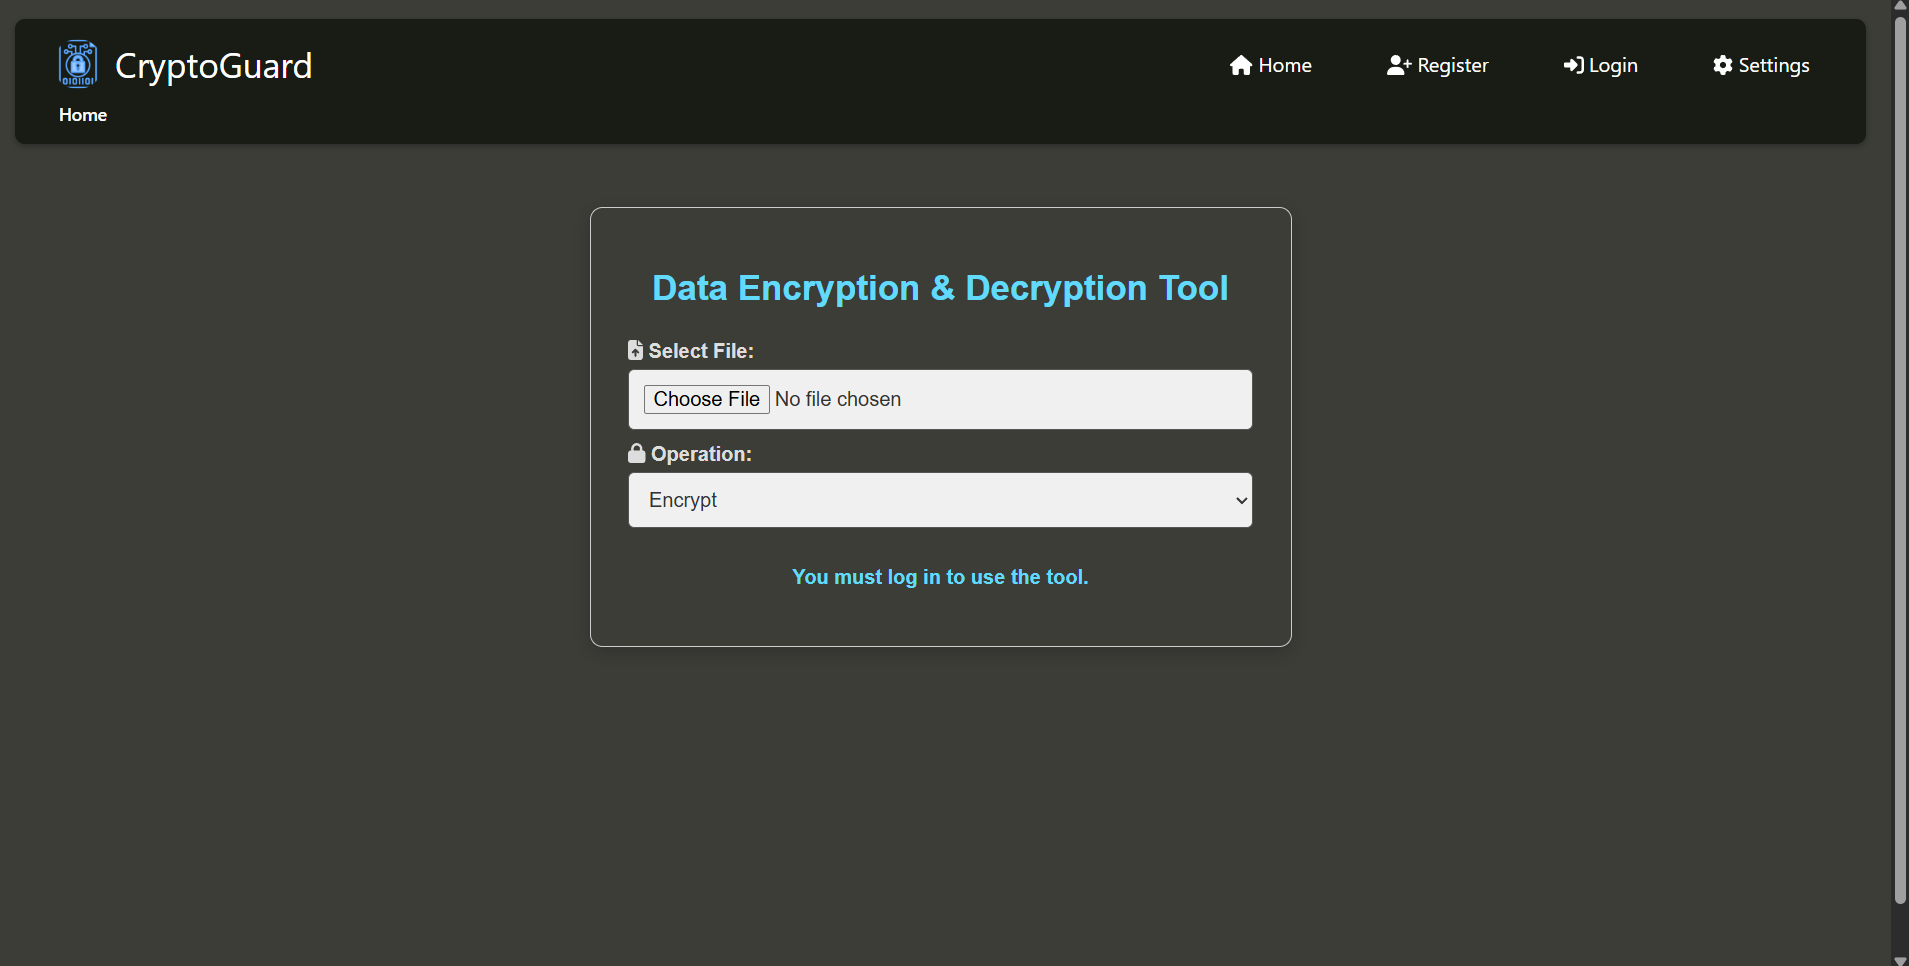 CryptoGuard
Home
Register
Login
Settings
Home
Data Encryption & Decryption Tool
Select File:
Choose File No file chosen
Operation:
Encrypt
You must log in to use the tool.